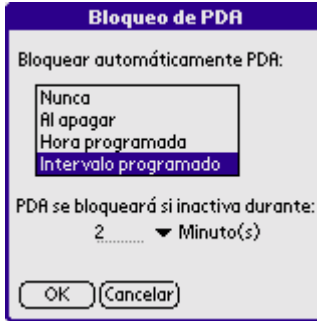 Bloqueo de PDA
Bloquear automáticamente PDA:
Nunca
Al apagar
Hora programada
Intervalo programado
PDA se bloqueará si inactiva durante:
2 Minuto(s)
OK Cancelar